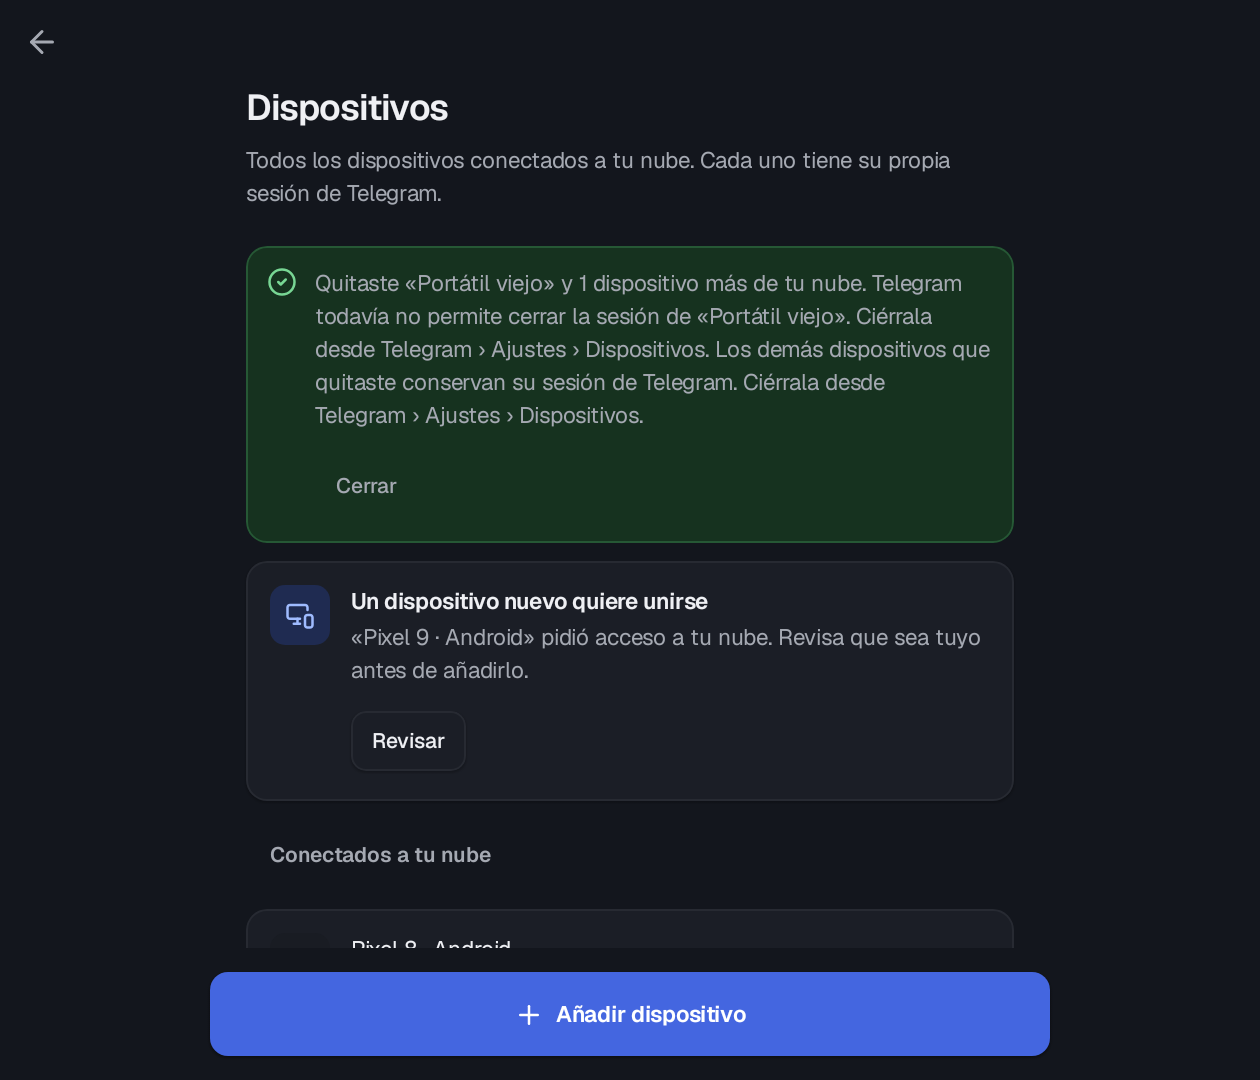 Dispositivos
Todos los dispositivos conectados a tu nube. Cada uno tiene su propia
sesión de Telegram.
Quitaste «Portátil viejo» y 1 dispositivo más de tu nube. Telegram
todavía no permite cerrar la sesión de «Portátil viejo». Ciérrala
desde Telegram › Ajustes › Dispositivos. Los demás dispositivos que
quitaste conservan su sesión de Telegram. Ciérrala desde
Telegram › Ajustes › Dispositivos.
Cerrar
Un dispositivo nuevo quiere unirse
«Pixel 9 · Android» pidió acceso a tu nube. Revisa que sea tuyo
antes de añadirlo.
Revisar
Conectados a tu nube
Pixel 8 · Android
Añadir dispositivo